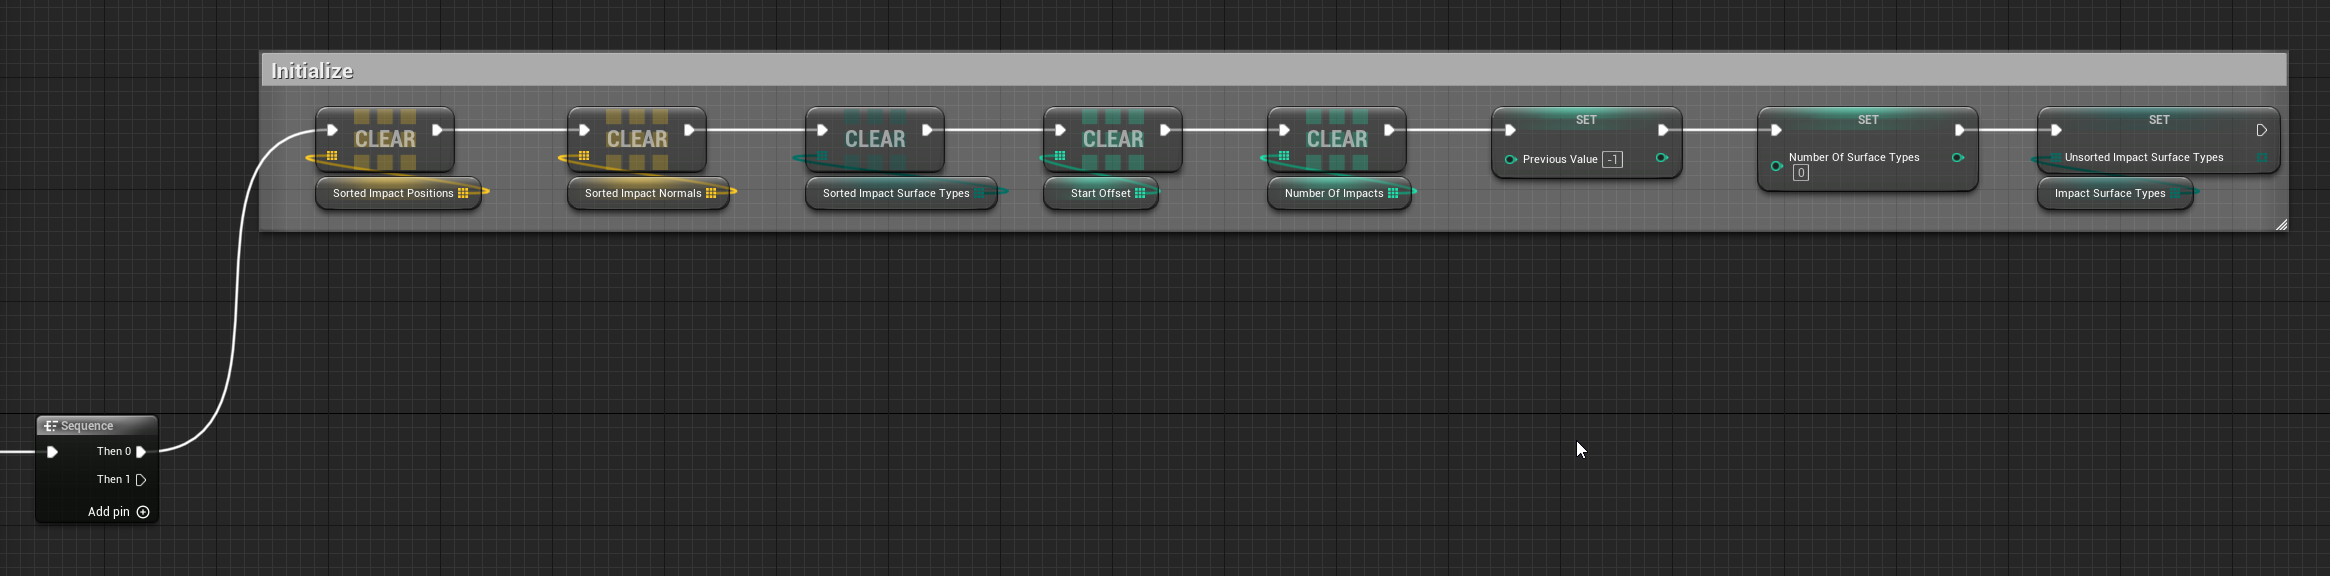 Initialize
CLEAR
Sorted Impact Positions
CLEAR
Sorted Impact Normals
CLEAR
Sorted Impact Surface Types
CLEAR
Start Offset
CLEAR
Number Of Impacts
SET
Previous Value -1
SET
Number Of Surface Types
0
SET
Unsorted Impact Surface Types
Impact Surface Types
Sequence
Then 0
Then 1
Add pin